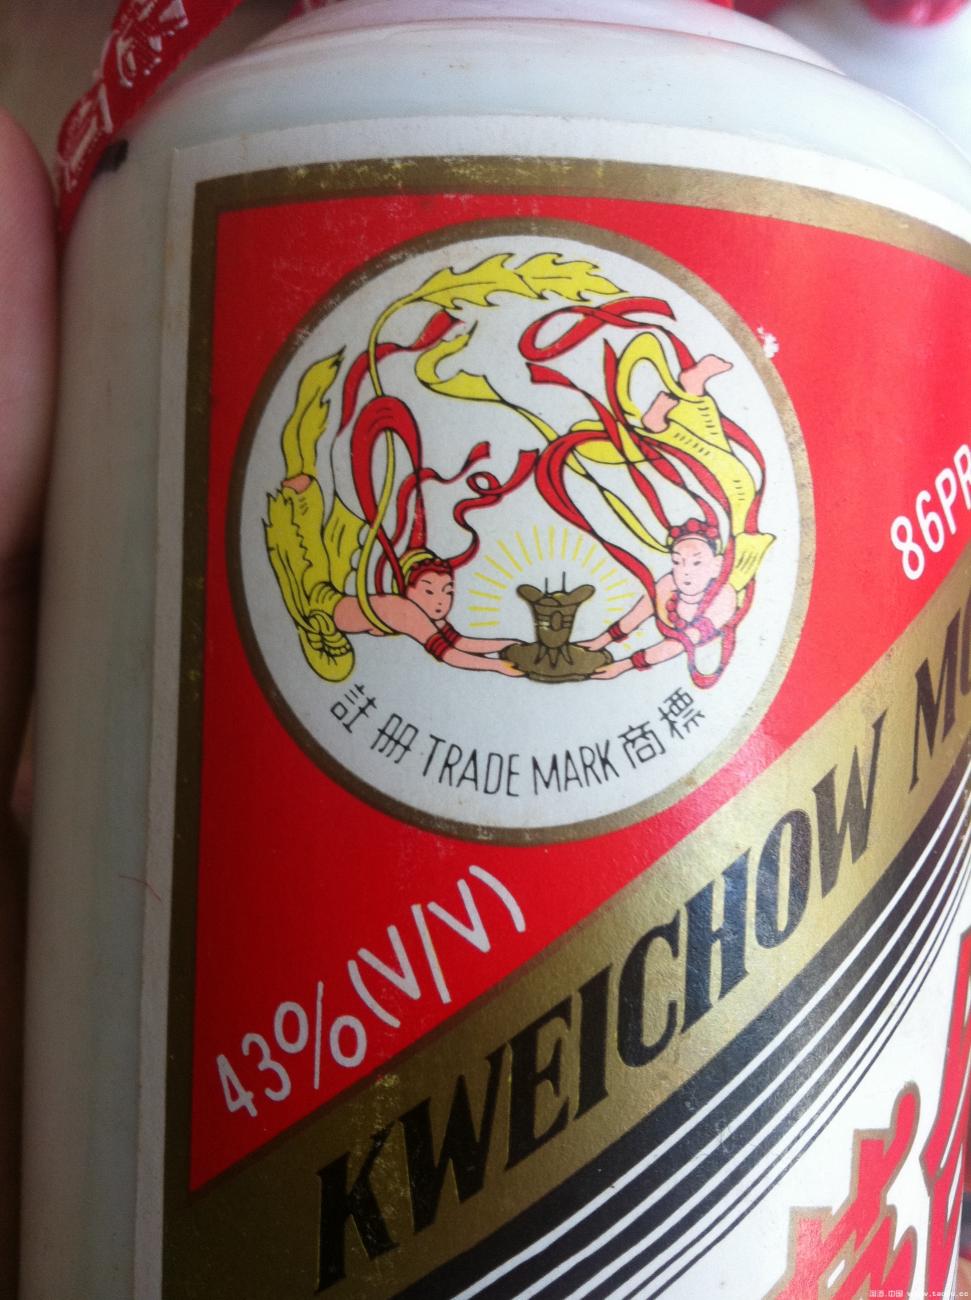 註册 TRADE MARK 商標
86PR
43%(V/V)
KWEICHOW MO